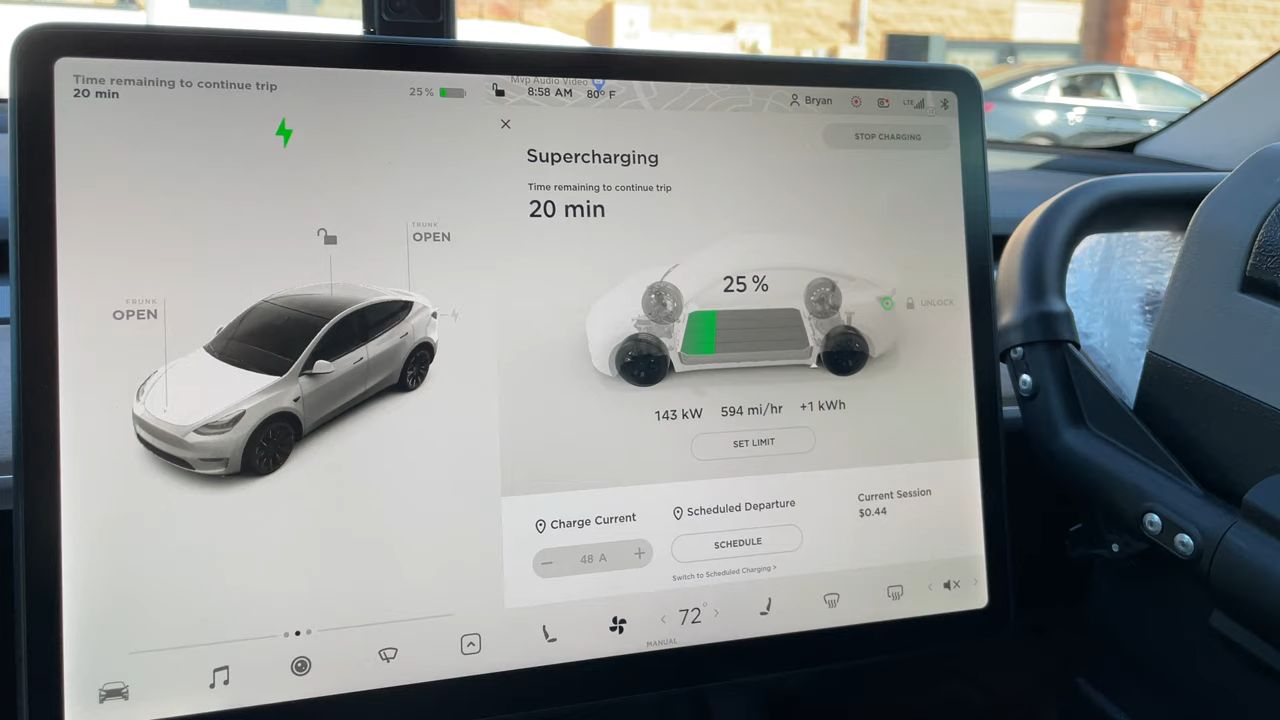 Time remaining to continue trip
20 min
25 %
Mvp Audio Video
8:58 AM
80° F
Bryan
LTE
STOP CHARGING
Supercharging
Time remaining to continue trip
20 min
TRUNK
OPEN
FRUNK
OPEN
25 %
UNLOCK
143 kW 594 mi/hr +1 kWh
SET LIMIT
Charge Current
48 A
Scheduled Departure
SCHEDULE
Switch to Scheduled Charging >
Current Session
$0.44
72°
MANUAL